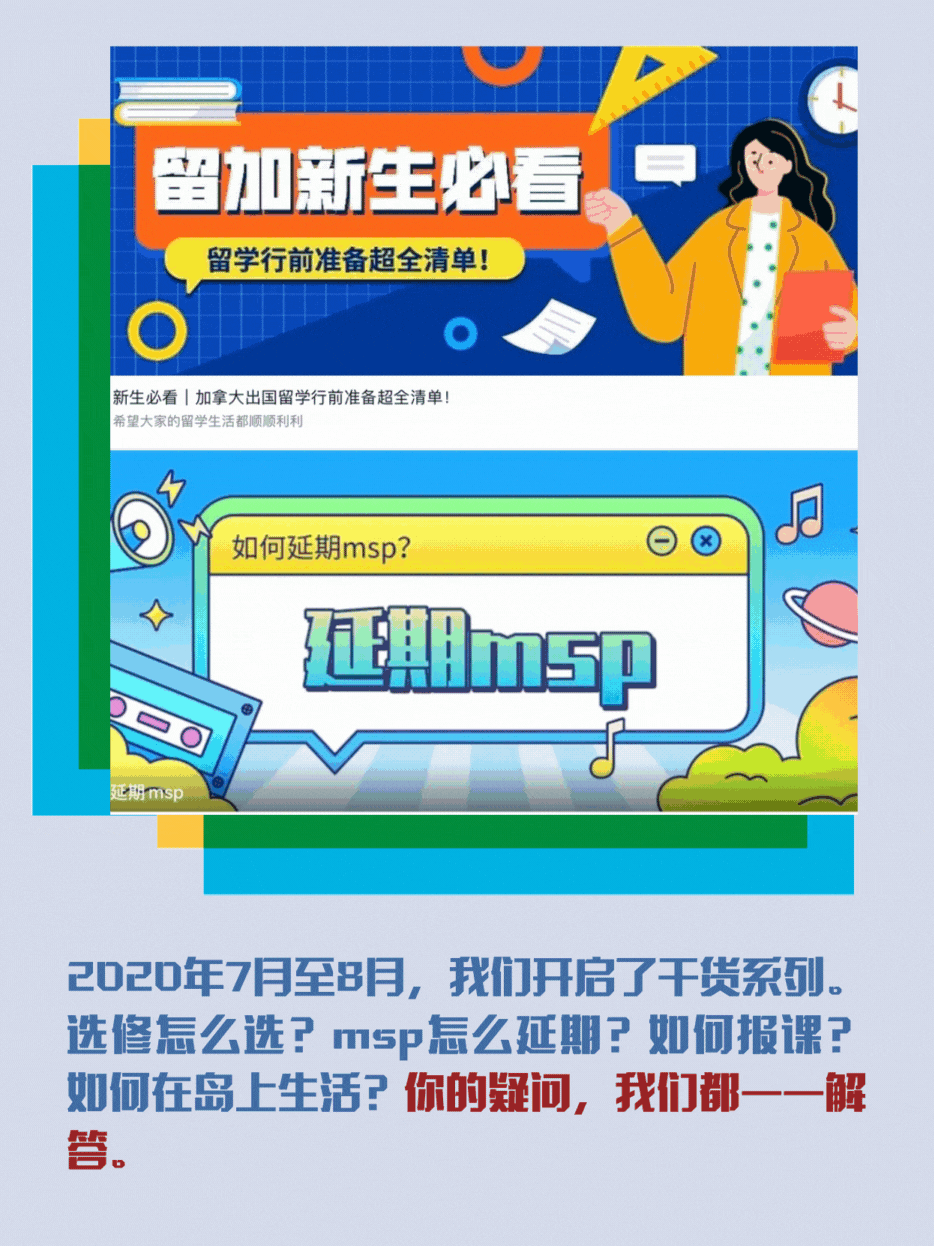 留加新生必看
留学行前准备超全清单!
新生必看｜加拿大出国留学行前准备超全清单!
希望大家的留学生活都顺顺利利
如何延期msp?
延期msp
延期msp
2020年7月至8月，我们开启了干货系列。
选修怎么选？msp怎么延期？如何报课？
如何在岛上生活？你的疑问，我们都一一解
答。